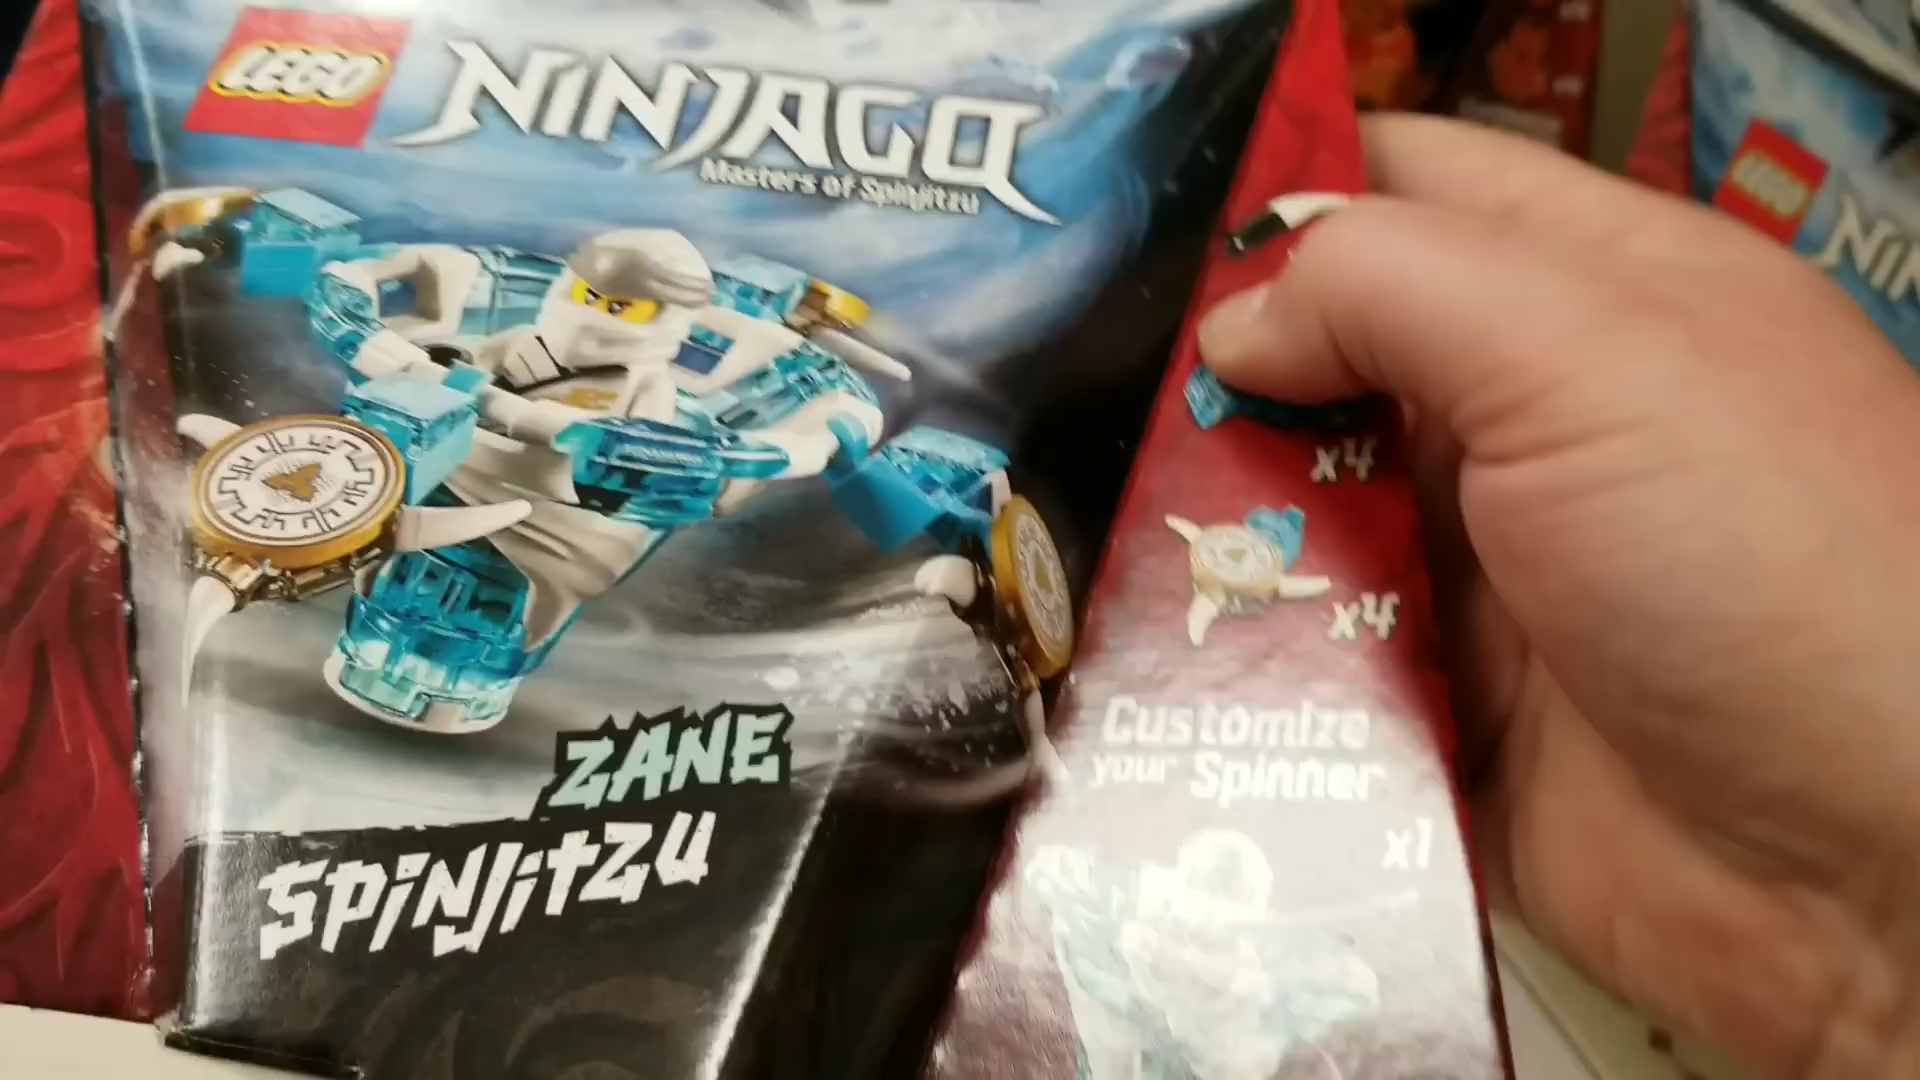 LEGO
NINJAGO
Masters of Spinjitzu
ZANE
SPINJITZU
x4
x4
Customize
your Spinner
x1
LEGO
NIN